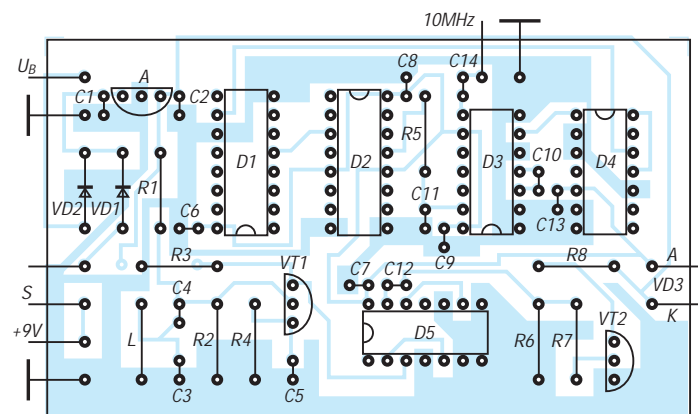 10MHz
U_B
C1
A
C2
C8
C14
R5
D1
D2
D3
D4
C10
VD2
VD1
R1
C6
C11
C13
C9
R3
VT1
C7
C12
R8
A
S
C4
VD3
K
+9V
L
R2
R4
D5
R6
R7
VT2
C3
C5